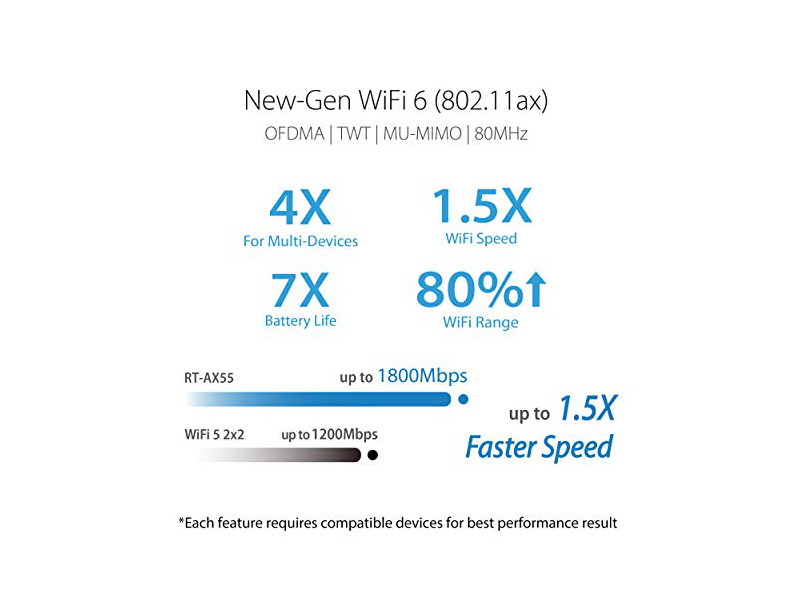 New-Gen WiFi 6 (802.11ax)
OFDMA | TWT | MU-MIMO | 80MHz
4X
For Multi-Devices
1.5X
WiFi Speed
7X
Battery Life
80%↑
WiFi Range
RT-AX55
up to 1800Mbps
WiFi 5 2x2
up to 1200Mbps
up to 1.5X
Faster Speed
*Each feature requires compatible devices for best performance result